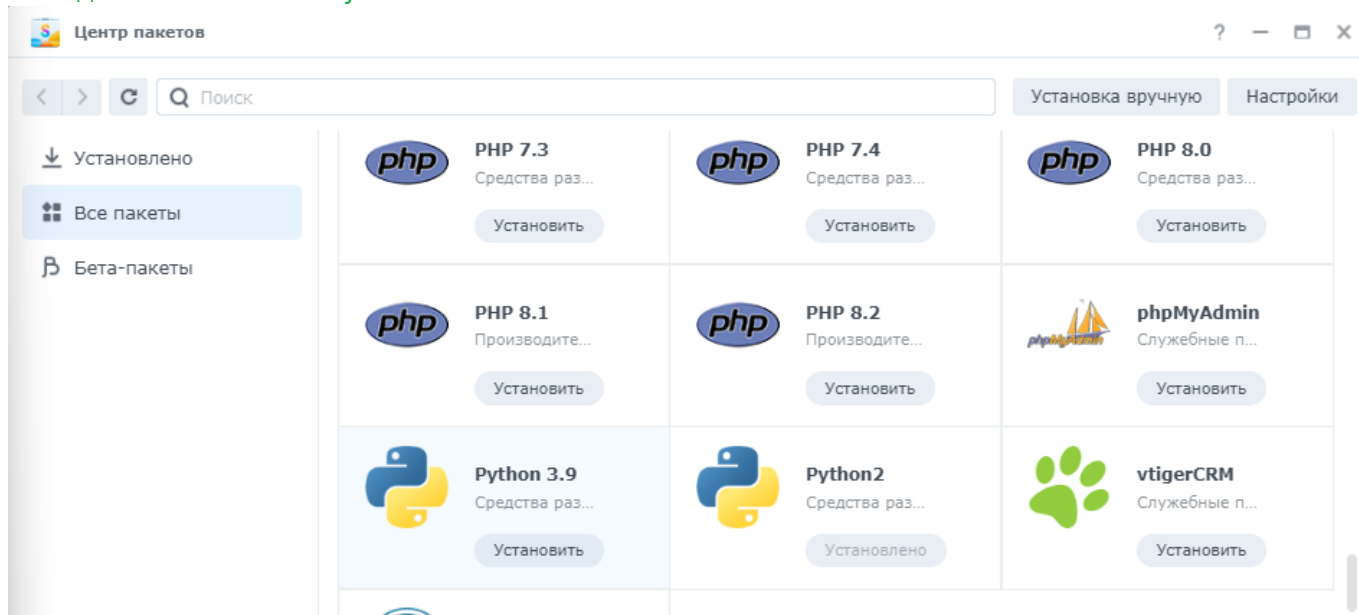 Центр пакетов
Поиск
Установка вручную
Настройки
Установлено
Все пакеты
Бета-пакеты
php
PHP 7.3
Средства раз...
Установить
php
PHP 7.4
Средства раз...
Установить
php
PHP 8.0
Средства раз...
Установить
php
PHP 8.1
Производите...
Установить
php
PHP 8.2
Производите...
Установить
phpMyAdmin
phpMyAdmin
Служебные п...
Установить
Python 3.9
Средства раз...
Установить
Python2
Средства раз...
Установлено
vtigerCRM
Служебные п...
Установить